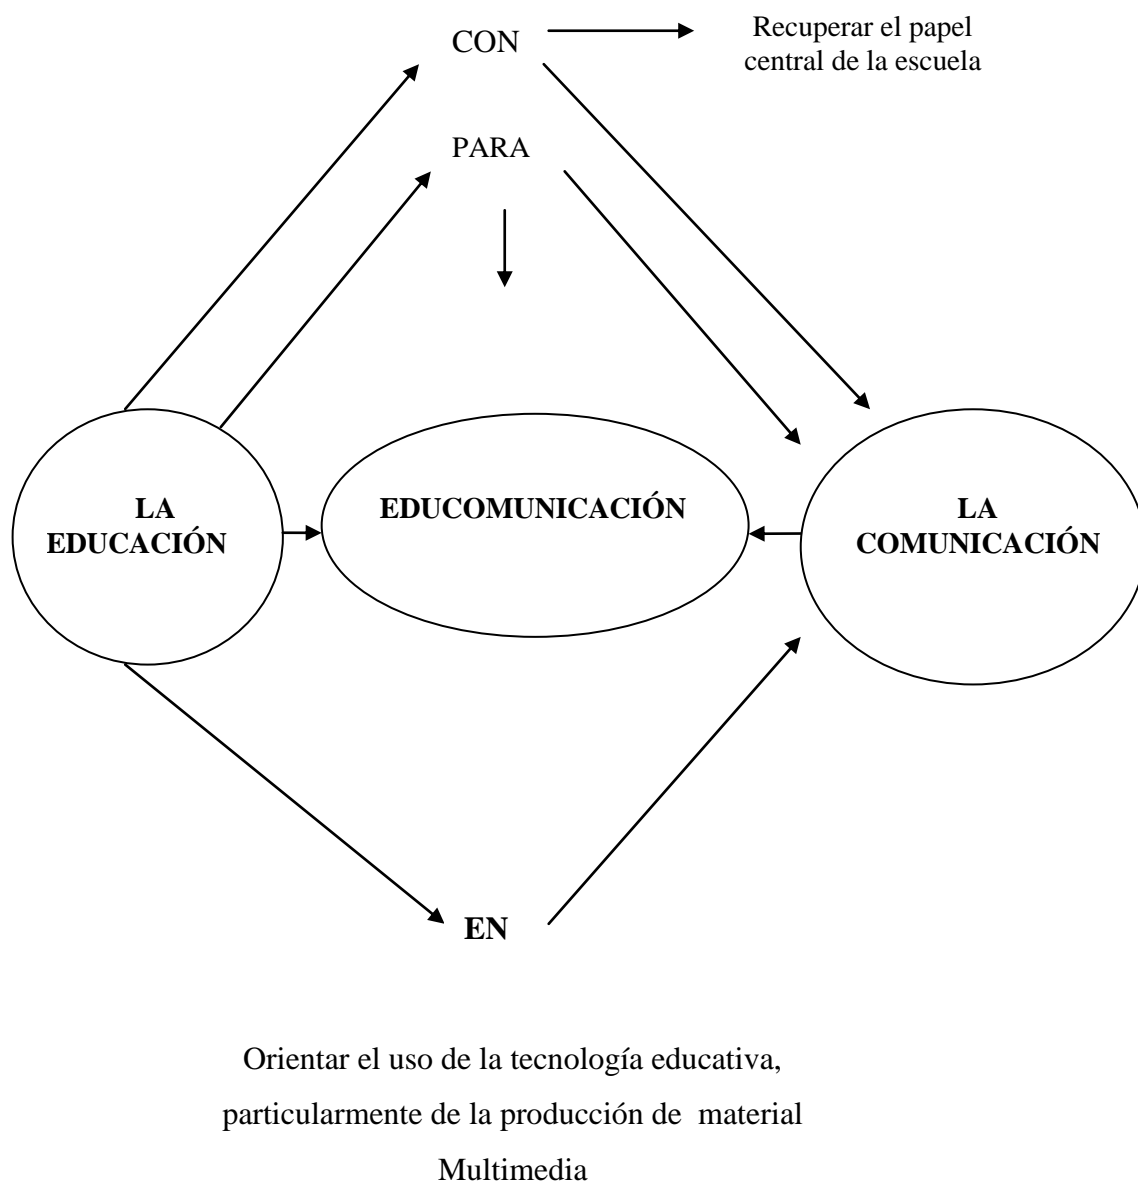 CON
Recuperar el papel
central de la escuela
PARA
LA
EDUCACIÓN
EDUCOMUNICACIÓN
LA
COMUNICACIÓN
EN
Orientar el uso de la tecnología educativa,
particularmente de la producción de material
Multimedia